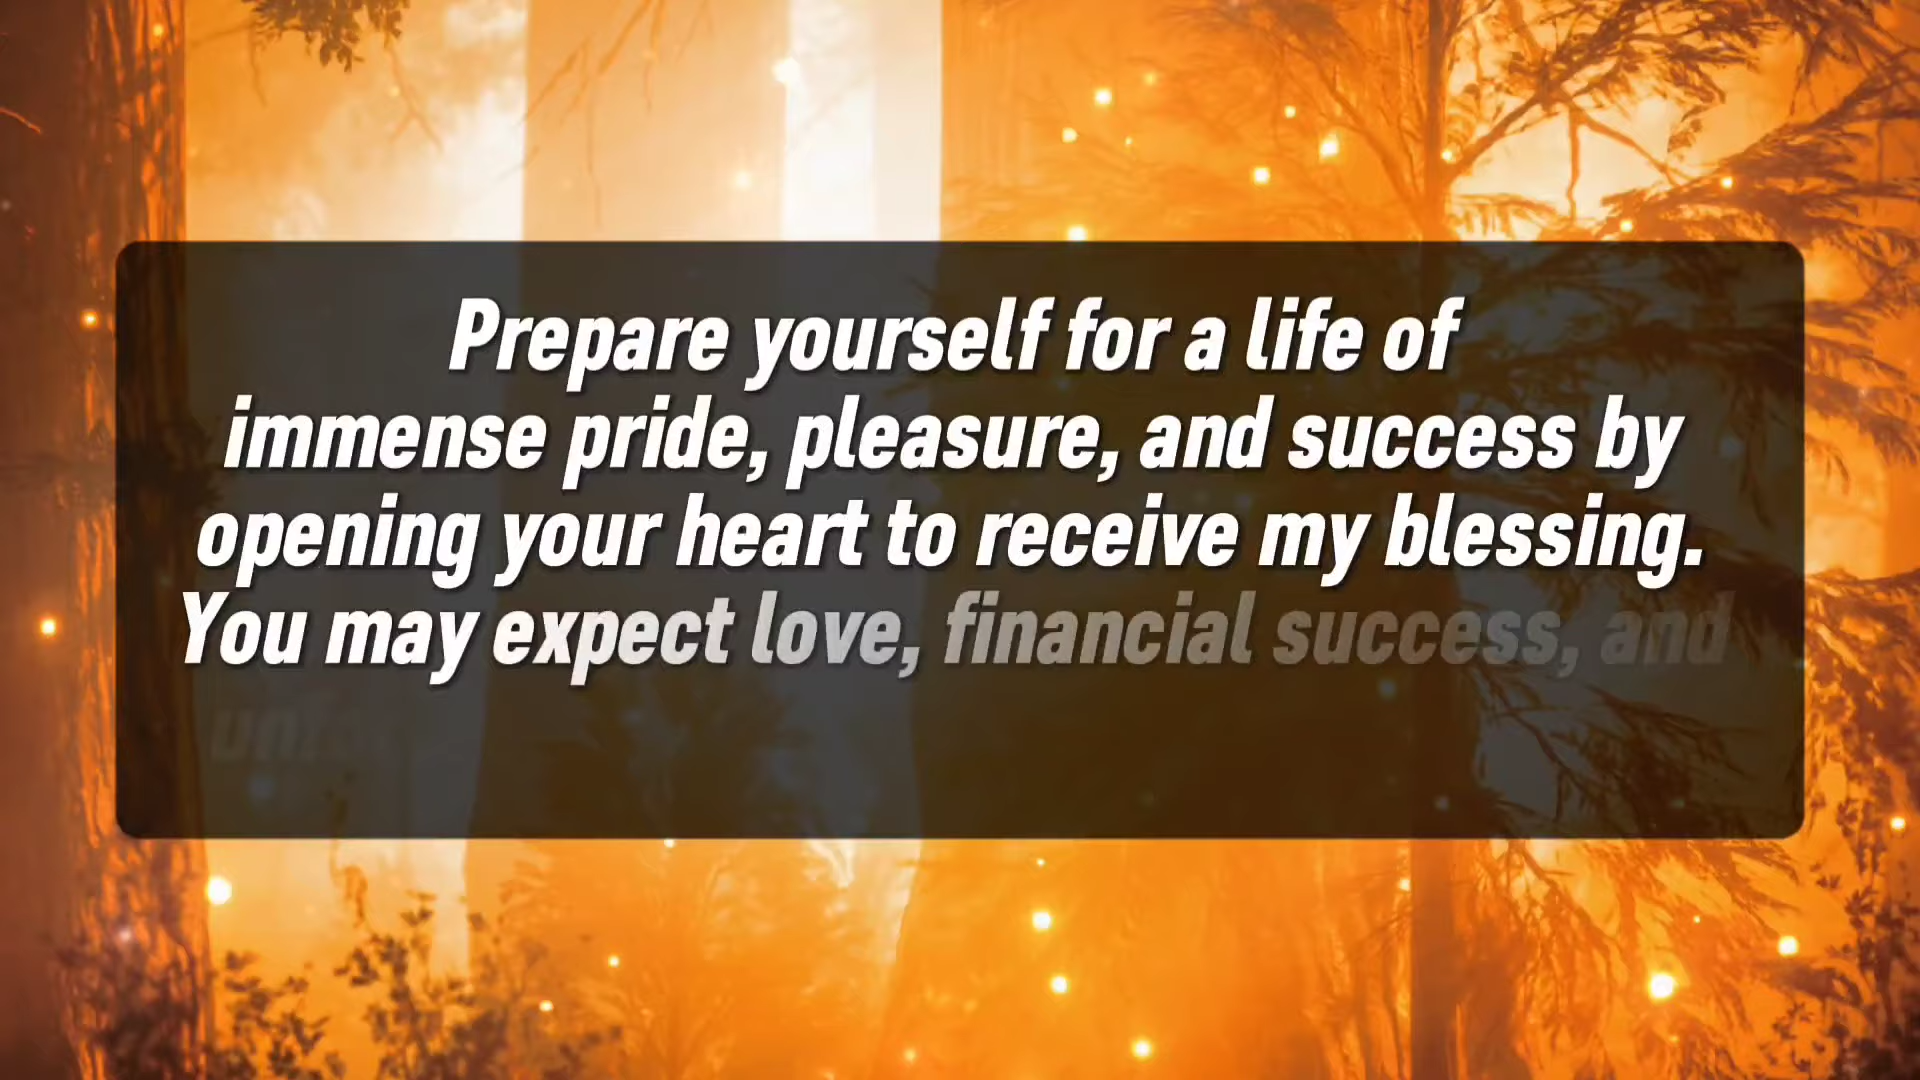 Prepare yourself for a life of
immense pride, pleasure, and success by
opening your heart to receive my blessing.
You may expect love, financial success, and